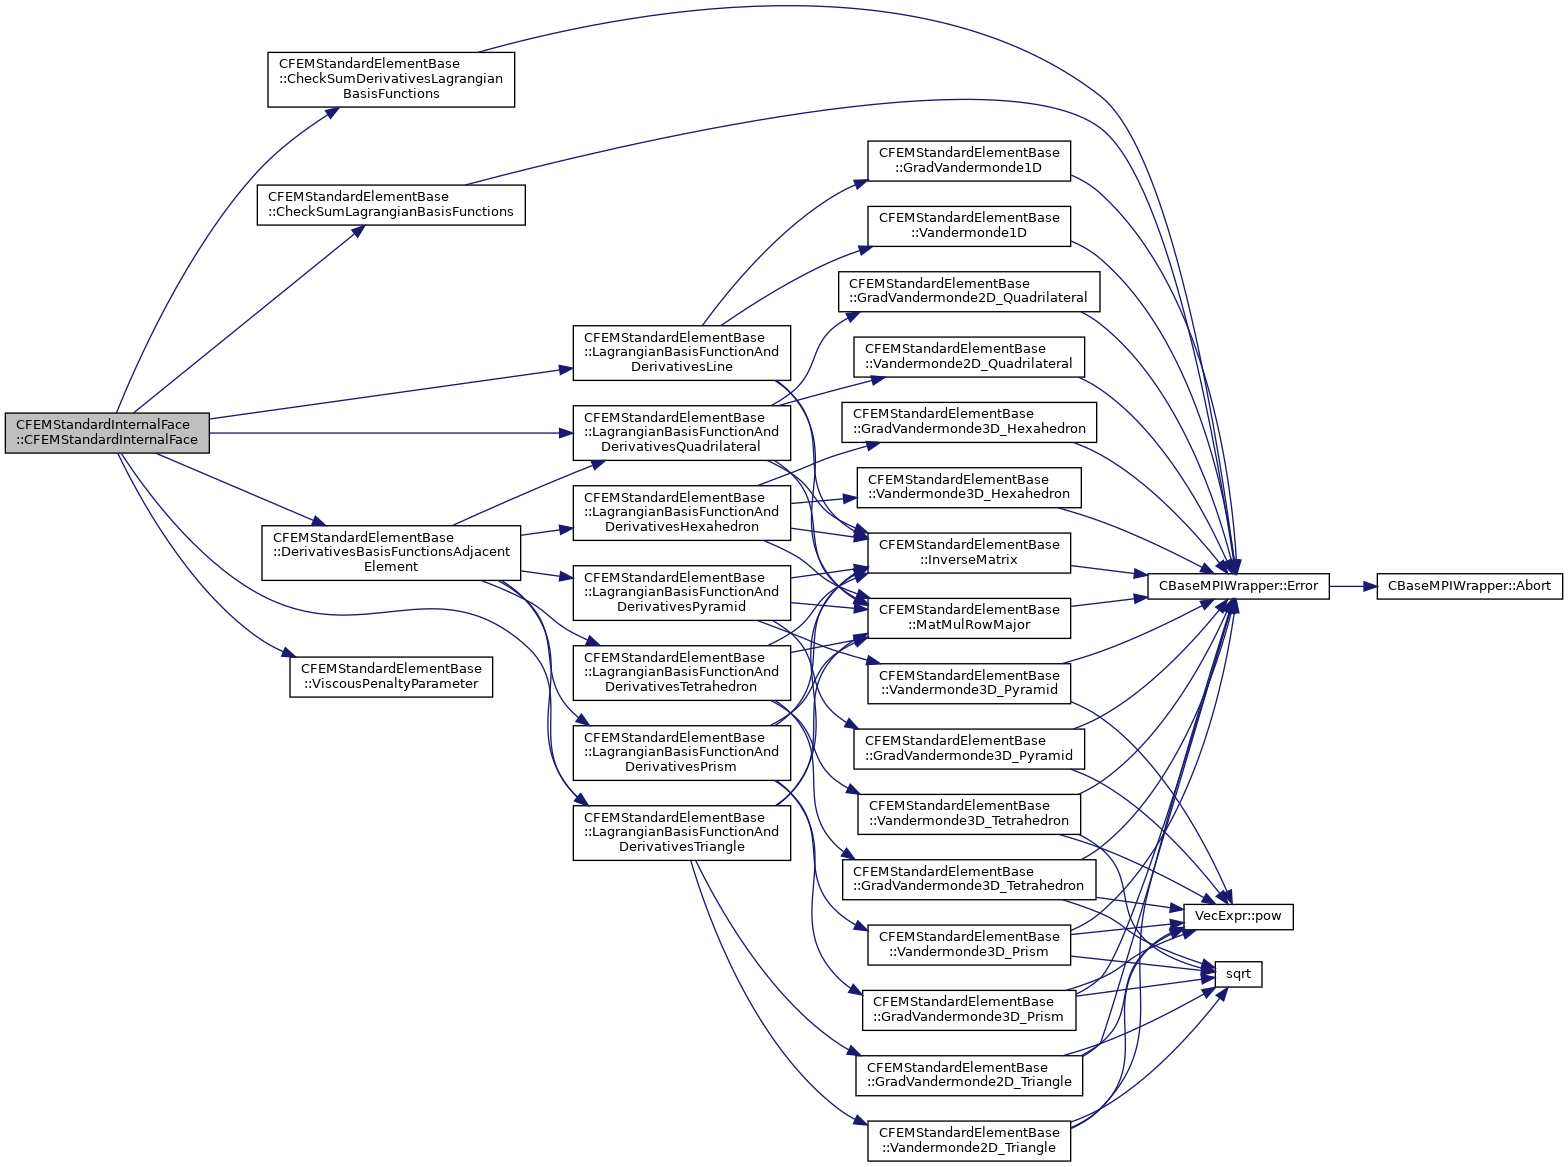 CFEMStandardInternalFace
::CFEMStandardInternalFace
CFEMStandardElementBase
::CheckSumDerivativesLagrangian
BasisFunctions
CFEMStandardElementBase
::CheckSumLagrangianBasisFunctions
CFEMStandardElementBase
::DerivativesBasisFunctionsAdjacent
Element
CFEMStandardElementBase
::ViscousPenaltyParameter
CFEMStandardElementBase
::LagrangianBasisFunctionAnd
DerivativesLine
CFEMStandardElementBase
::LagrangianBasisFunctionAnd
DerivativesQuadrilateral
CFEMStandardElementBase
::LagrangianBasisFunctionAnd
DerivativesHexahedron
CFEMStandardElementBase
::LagrangianBasisFunctionAnd
DerivativesPyramid
CFEMStandardElementBase
::LagrangianBasisFunctionAnd
DerivativesTetrahedron
CFEMStandardElementBase
::LagrangianBasisFunctionAnd
DerivativesPrism
CFEMStandardElementBase
::LagrangianBasisFunctionAnd
DerivativesTriangle
CFEMStandardElementBase
::GradVandermonde1D
CFEMStandardElementBase
::Vandermonde1D
CFEMStandardElementBase
::GradVandermonde2D_Quadrilateral
CFEMStandardElementBase
::Vandermonde2D_Quadrilateral
CFEMStandardElementBase
::GradVandermonde3D_Hexahedron
CFEMStandardElementBase
::Vandermonde3D_Hexahedron
CFEMStandardElementBase
::InverseMatrix
CFEMStandardElementBase
::MatMulRowMajor
CFEMStandardElementBase
::Vandermonde3D_Pyramid
CFEMStandardElementBase
::GradVandermonde3D_Pyramid
CFEMStandardElementBase
::Vandermonde3D_Tetrahedron
CFEMStandardElementBase
::GradVandermonde3D_Tetrahedron
CFEMStandardElementBase
::Vandermonde3D_Prism
CFEMStandardElementBase
::GradVandermonde3D_Prism
CFEMStandardElementBase
::GradVandermonde2D_Triangle
CFEMStandardElementBase
::Vandermonde2D_Triangle
CBaseMPIWrapper::Error
VecExpr::pow
sqrt
CBaseMPIWrapper::Abort